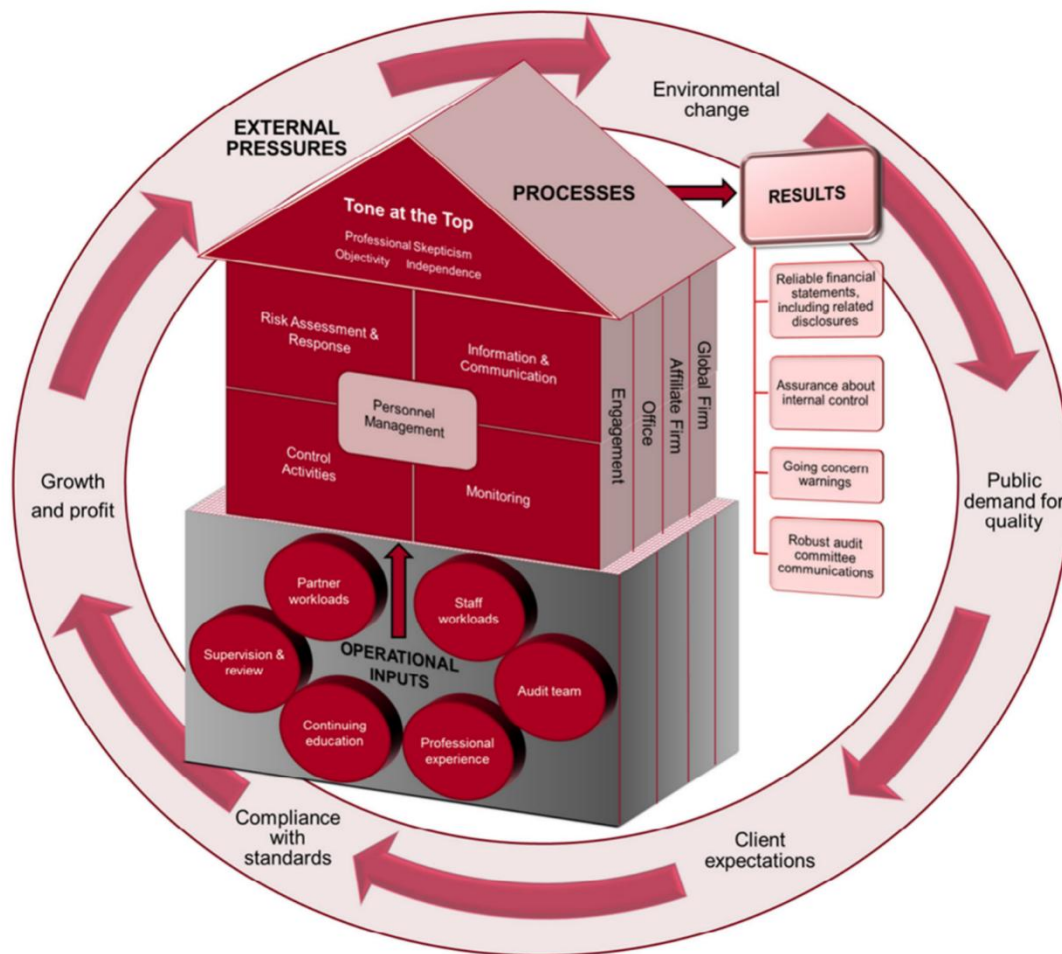 EXTERNAL
PRESSURES
Environmental
change
PROCESSES
RESULTS
Tone at the Top
Professional Skepticism
Objectivity Independence
Risk Assessment &
Response
Information &
Communication
Personnel
Management
Control
Activities
Monitoring
Engagement
Office
Affiliate Firm
Global Firm
Reliable financial
statements,
including related
disclosures
Assurance about
internal control
Going concern
warnings
Robust audit
committee
communications
Growth
and profit
Public
demand for
quality
Partner
workloads
Staff
workloads
OPERATIONAL
INPUTS
Supervision &
review
Audit team
Continuing
education
Professional
experience
Compliance with
standards
Client
expectations